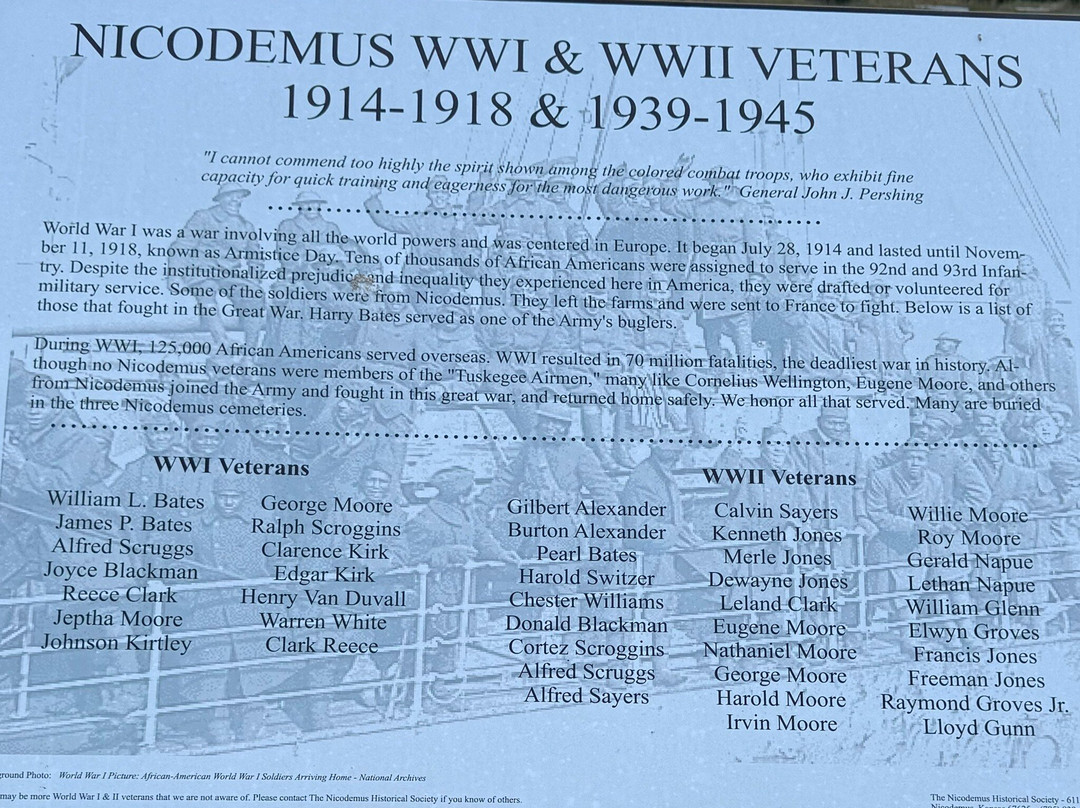 NICODEMUS WWI & WWII VETERANS
1914-1918 & 1939-1945
"I cannot commend too highly the spirit shown among the colored combat troops, who exhibit fine
capacity for quick training and eagerness for the most dangerous work." General John J. Pershing
World War I was a war involving all the world powers and was centered in Europe. It began July 28, 1914 and lasted until Novem-
ber 11, 1918, known as Armistice Day. Tens of thousands of African Americans were assigned to serve in the 92nd and 93rd Infan-
try. Despite the institutionalized prejudice and inequality they experienced here in America, they were drafted or volunteered for
military service. Some of the soldiers were from Nicodemus. They left the farms and were sent to France to fight. Below is a list of
those that fought in the Great War. Harry Bates served as one of the Army's buglers.
During WWI, 125,000 African Americans served overseas. WWI resulted in 70 million fatalities, the deadliest war in history. Al-
though no Nicodemus veterans were members of the "Tuskegee Airmen," many like Cornelius Wellington, Eugene Moore, and others
from Nicodemus joined the Army and fought in this great war, and returned home safely. We honor all that served. Many are buried
in the three Nicodemus cemeteries.
WWI Veterans
William L. Bates
James P. Bates
Alfred Scruggs
Joyce Blackman
Reece Clark
Jeptha Moore
Johnson Kirtley
George Moore
Ralph Scroggins
Clarence Kirk
Edgar Kirk
Henry Van Duvall
Warren White
Clark Reece
WWII Veterans
Gilbert Alexander
Burton Alexander
Pearl Bates
Harold Switzer
Chester Williams
Donald Blackman
Cortez Scroggins
Alfred Scruggs
Alfred Sayers
Calvin Sayers
Kenneth Jones
Merle Jones
Dewayne Jones
Leland Clark
Eugene Moore
Nathaniel Moore
George Moore
Harold Moore
Irvin Moore
Willie Moore
Roy Moore
Gerald Napue
Lethan Napue
William Glenn
Elwyn Groves
Francis Jones
Freeman Jones
Raymond Groves Jr.
Lloyd Gunn
round Photo: World War I Picture: African-American World War I Soldiers Arriving Home - National Archives
may be more World War I & II veterans that we are not aware of. Please contact The Nicodemus Historical Society if you know of others.
The Nicodemus Historical Society - 611
Nicodemus, Kansas